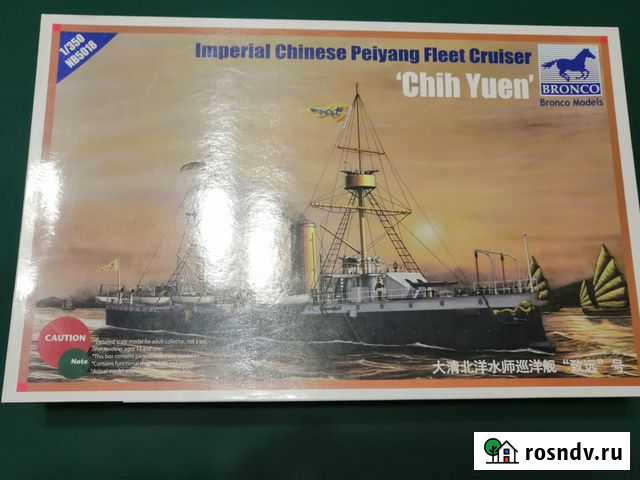 1/350
NB5018
Imperial Chinese Peiyang Fleet Cruiser
'Chih Yuen'
BRONCO
Bronco Models
CAUTION
Note
大清北洋水师巡洋舰"致远"号
rosndv.ru